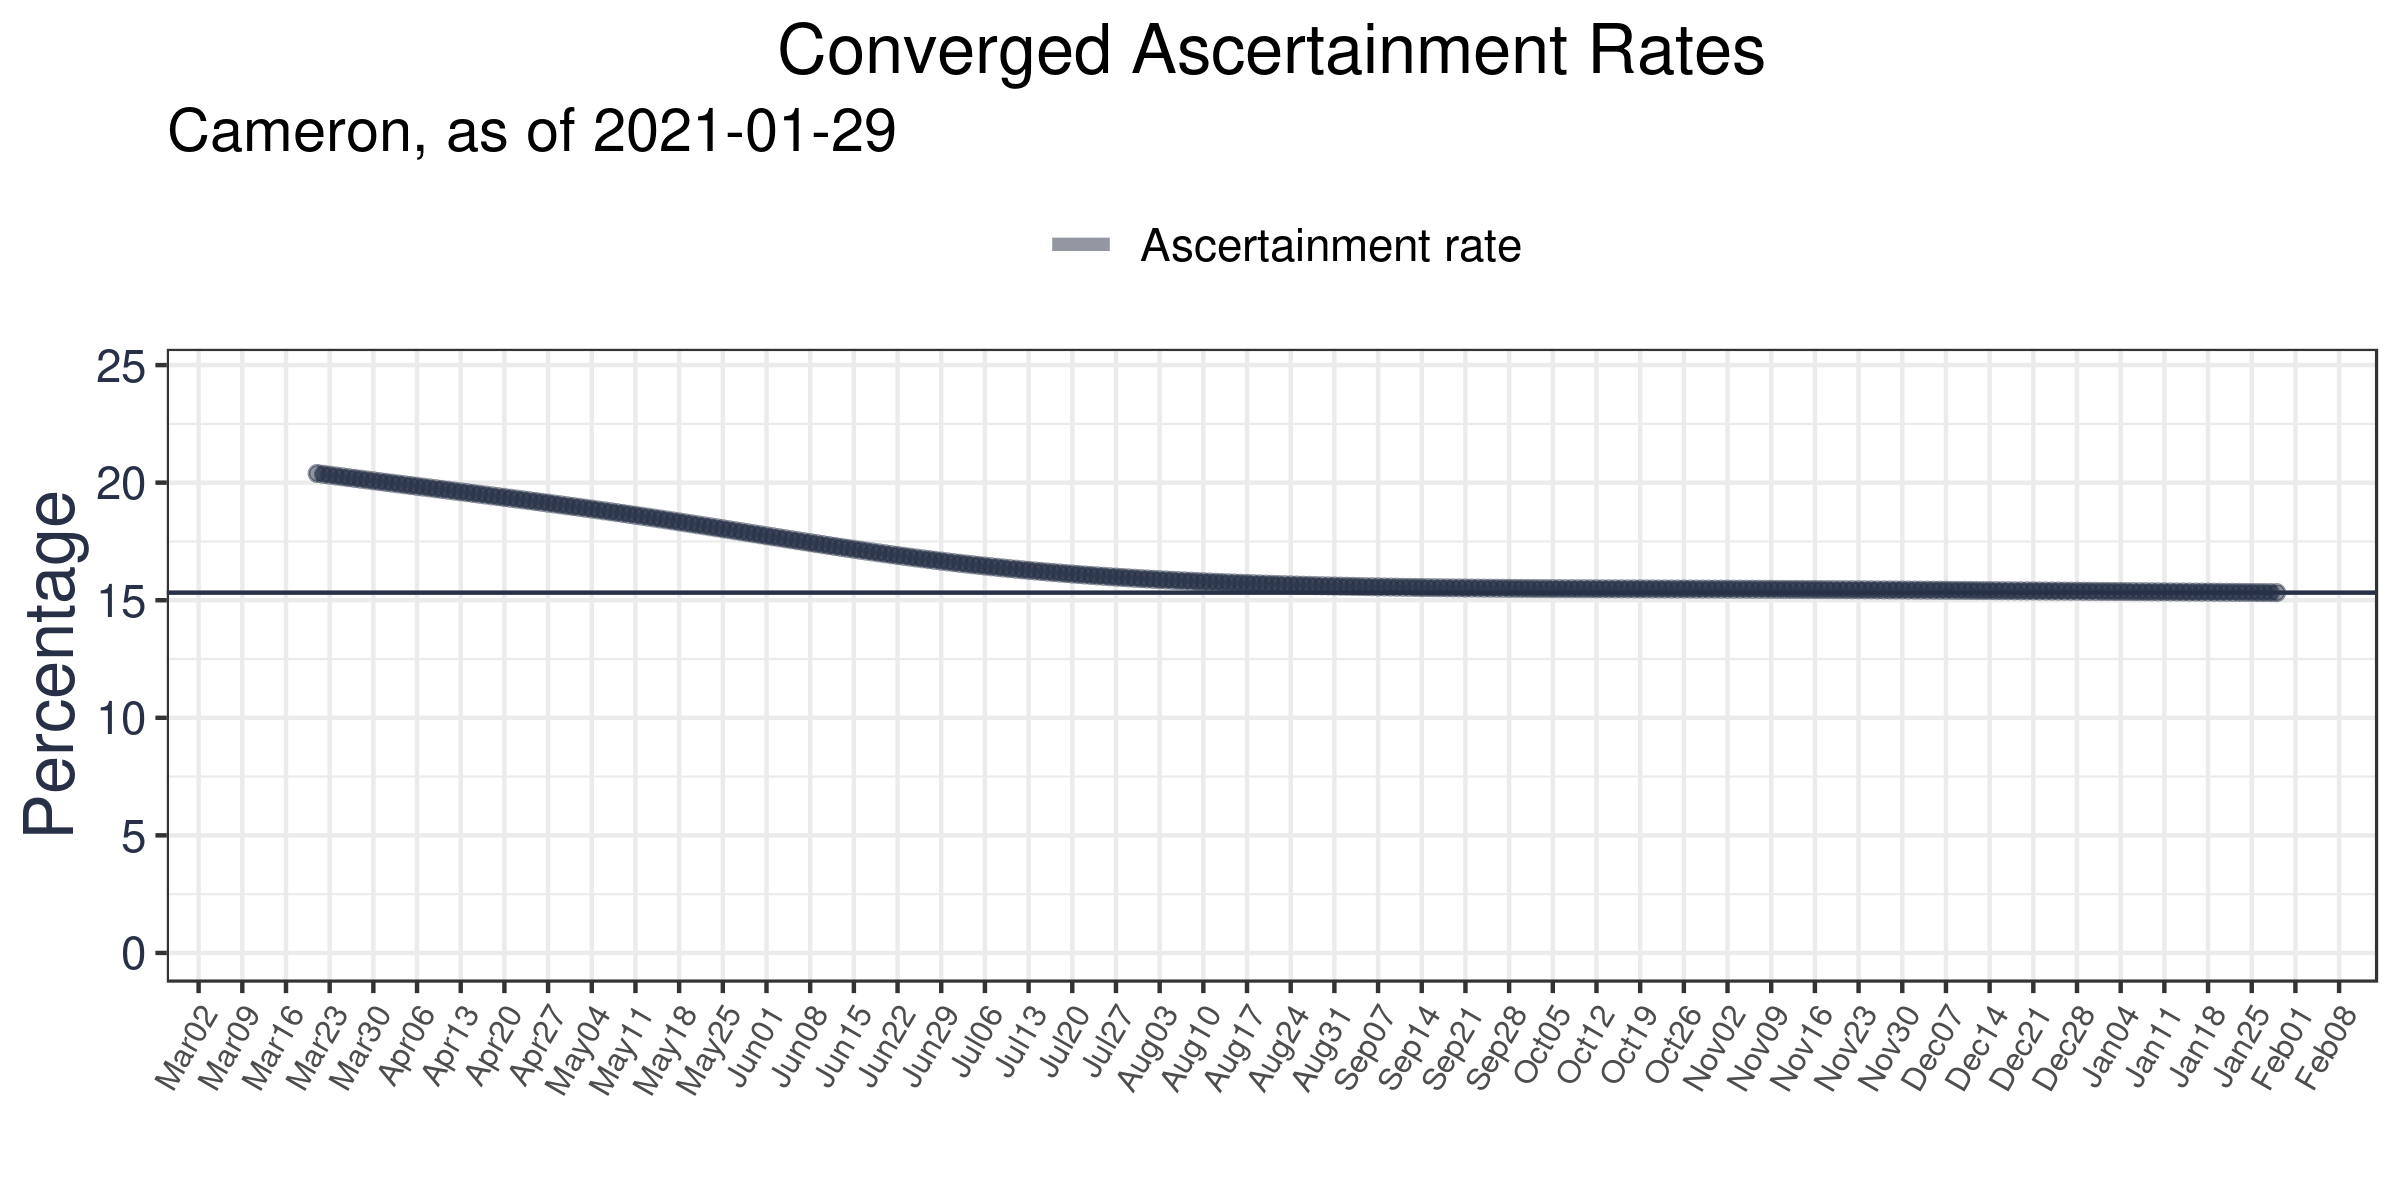 Converged Ascertainment Rates
Cameron, as of 2021-01-29
Ascertainment rate
Percentage
25
20
15
10
5
0
Mar02 Mar09 Mar16 Mar23 Mar30 Apr06 Apr13 Apr20 Apr27 May04 May11 May18 May25 Jun01 Jun08 Jun15 Jun22 Jun29 Jul06 Jul13 Jul20 Jul27 Aug03 Aug10 Aug17 Aug24 Aug31 Sep07 Sep14 Sep21 Sep28 Oct05 Oct12 Oct19 Oct26 Nov02 Nov09 Nov16 Nov23 Nov30 Dec07 Dec14 Dec21 Dec28 Jan04 Jan11 Jan18 Jan25 Feb01 Feb08